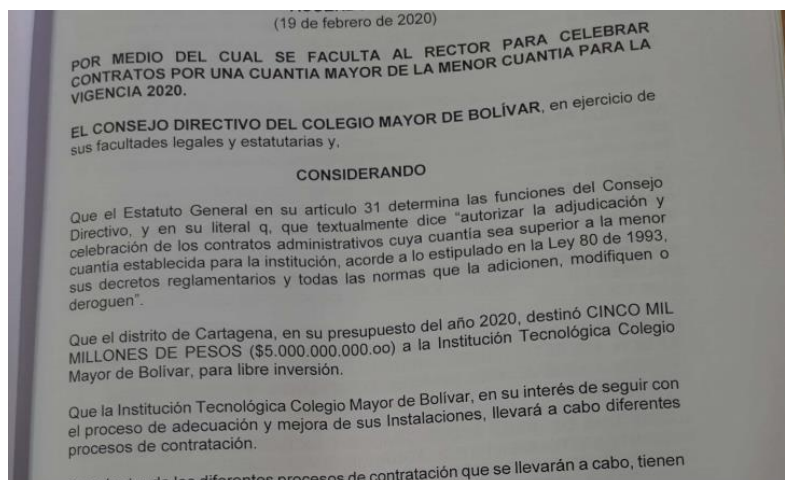 (19 de febrero de 2020)
POR MEDIO DEL CUAL SE FACULTA AL RECTOR PARA CELEBRAR
CONTRATOS POR UNA CUANTIA MAYOR DE LA MENOR CUANTIA PARA LA
VIGENCIA 2020.
EL CONSEJO DIRECTIVO DEL COLEGIO MAYOR DE BOLÍVAR, en ejercicio de
sus facultades legales y estatutarias y,
CONSIDERANDO
Que el Estatuto General en su articulo 31 determina las funciones del Consejo
Directivo, y en su literal q, que textualmente dice “autorizar la adjudicación y
celebración de los contratos administrativos cuya cuantía sea superior a la menor
cuantía establecida para la institución, acorde a lo estipulado en la Ley 80 de 1993,
sus decretos reglamentarios y todas las normas que la adicionen, modifiquen o
deroguen”.
Que el distrito de Cartagena, en su presupuesto del año 2020, destinó CINCO MIL
MILLONES DE PESOS ($5.000.000.000.oo) a la Institución Tecnológica Colegio
Mayor de Bolívar, para libre inversión.
Que la Institución Tecnológica Colegio Mayor de Bolívar, en su interés de seguir con
el proceso de adecuación y mejora de sus Instalaciones, llevará a cabo diferentes
procesos de contratación.
diferentes procesos de contratación que se llevarán a cabo, tienen